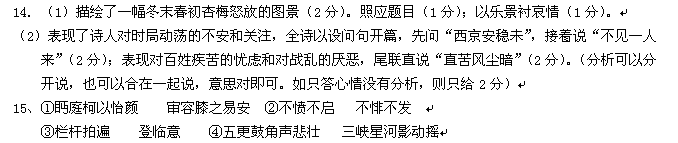 14. （1）描绘了一幅冬末春初杏梅怒放的图景（2分）。照应题目（1分）；以乐景衬哀情（1分）。
（2）表现了诗人对时局动荡的不安和关注，全诗以设问句开篇，先问“西京安稳未”，接着说“不见一人
来”（2分）；表现对百姓疾苦的忧虑和对战乱的厌恶，尾联直说“直苦风尘暗”（2分）。（分析可以分
开说，也可以合在一起说，意思对即可。如只答心情没有分析，则只给2分）
15、①眄庭柯以怡颜 审容膝之易安 ②不愤不启 不悱不发
③栏杆拍遍 登临意 ④五更鼓角声悲壮 三峡星河影动摇